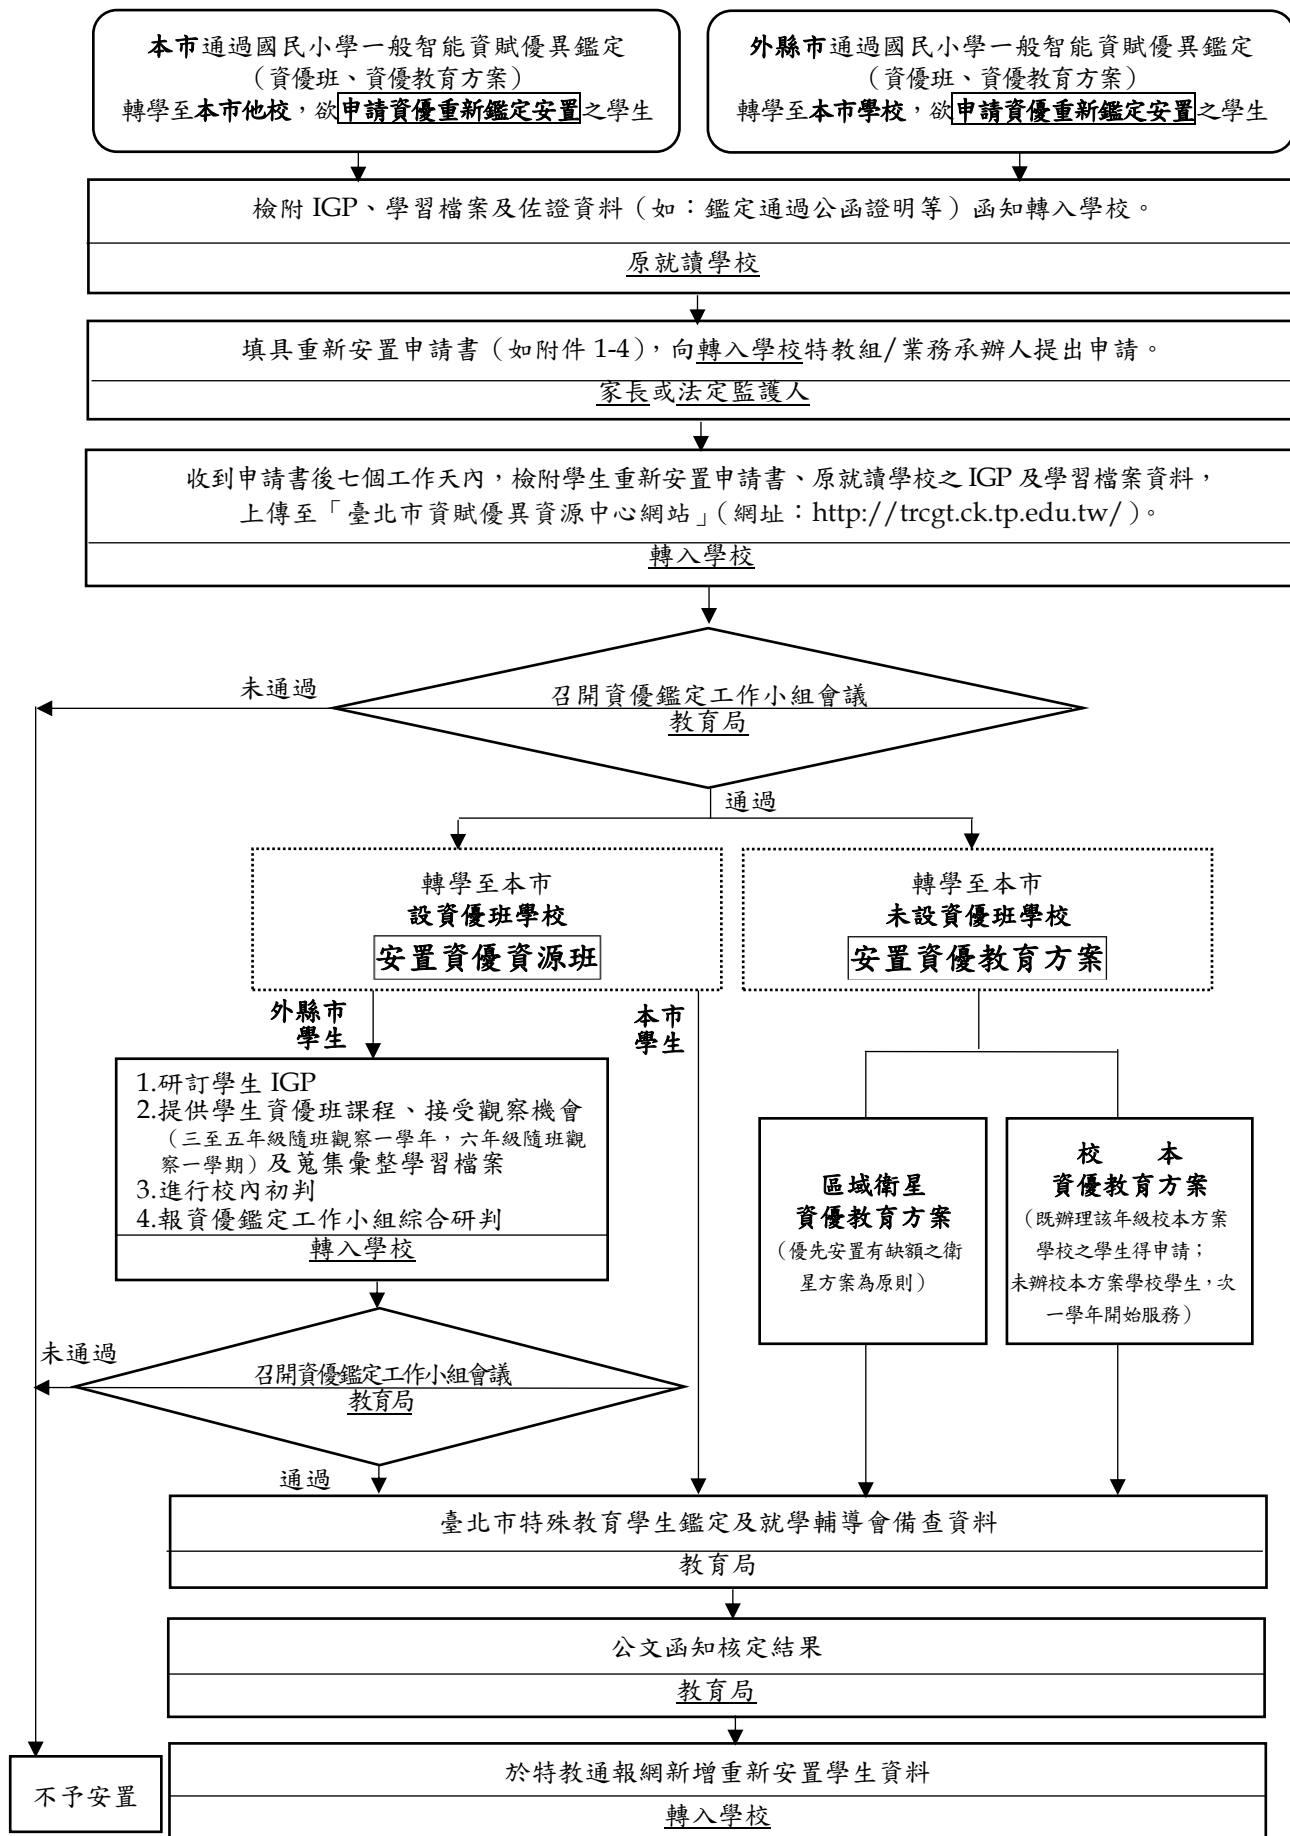 本市通過國民小學一般智能資賦優異鑑定
（資優班、資優教育方案）
轉學至本市他校，欲申請資優重新鑑定安置之學生
外縣市通過國民小學一般智能資賦優異鑑定
（資優班、資優教育方案）
轉學至本市學校，欲申請資優重新鑑定安置之學生
檢附 IGP、學習檔案及佐證資料（如：鑑定通過公函證明等）函知轉入學校。
原就讀學校
填具重新安置申請書（如附件 1-4），向轉入學校特教組/業務承辦人提出申請。
家長或法定監護人
收到申請書後七個工作天內，檢附學生重新安置申請書、原就讀學校之 IGP 及學習檔案資料，
上傳至「臺北市資賦優異資源中心網站」（網址：http://trcgt.ck.tp.edu.tw/）。
轉入學校
未通過
召開資優鑑定工作小組會議
教育局
通過
轉學至本市
設資優班學校
安置資優資源班
轉學至本市
未設資優班學校
安置資優教育方案
外縣市
學生
本市
學生
1.研訂學生 IGP
2.提供學生資優班課程、接受觀察機會
（三至五年級隨班觀察一學年，六年級隨班觀
察一學期）及蒐集彙整學習檔案
3.進行校內初判
4.報資優鑑定工作小組綜合研判
轉入學校
區域衛星
資優教育方案
（優先安置有缺額之衛
星方案為原則）
校 本
資優教育方案
（既辦理該年級校本方案
學校之學生得申請；
未辦校本方案學校學生，次
一學年開始服務）
未通過
召開資優鑑定工作小組會議
教育局
通過
臺北市特殊教育學生鑑定及就學輔導會備查資料
教育局
公文函知核定結果
教育局
不予安置
於特教通報網新增重新安置學生資料
轉入學校